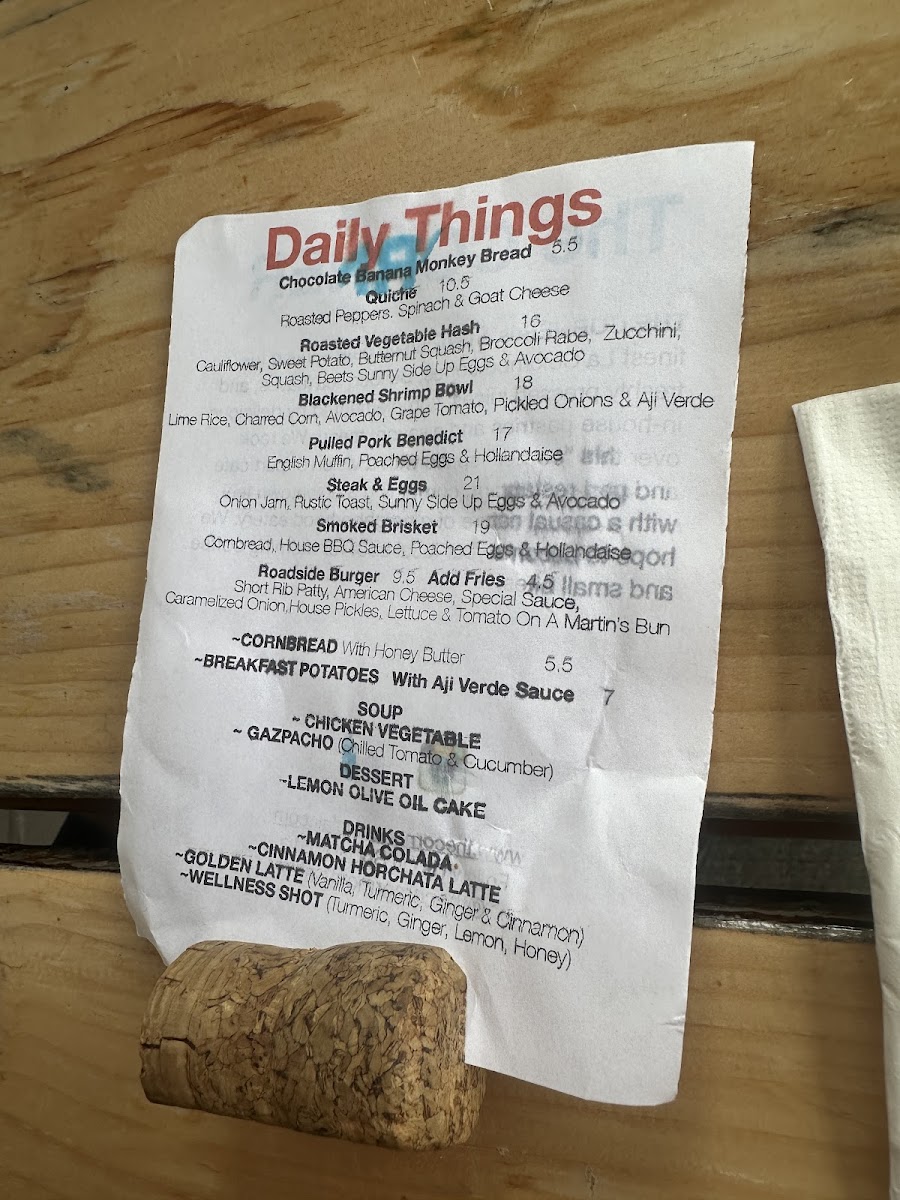 Daily Things
Chocolate Banana Monkey Bread 5.5
Quiche 10.5
Roasted Peppers. Spinach & Goat Cheese
Roasted Vegetable Hash 16
Cauliflower, Sweet Potato, Butternut Squash, Broccoli Rabe, Zucchini,
Squash, Beets Sunny Side Up Eggs & Avocado
Blackened Shrimp Bowl 18
Lime Rice, Charred Corn, Avocado, Grape Tomato, Pickled Onions & Aji Verde
Pulled Pork Benedict 17
English Muffin, Poached Eggs & Hollandaise
Steak & Eggs 21
Onion Jam, Rustic Toast, Sunny Side Up Eggs & Avocado
Smoked Brisket 19
Cornbread, House BBQ Sauce, Poached Eggs & Hollandaise
Roadside Burger 9.5 Add Fries 4.5
Short Rib Patty, American Cheese, Special Sauce,
Caramelized Onion,House Pickles, Lettuce & Tomato On A Martin's Bun
~CORNBREAD With Honey Butter 5.5
~BREAKFAST POTATOES With Aji Verde Sauce 7
SOUP
~ CHICKEN VEGETABLE
~ GAZPACHO (Chilled Tomato & Cucumber)
DESSERT
~LEMON OLIVE OIL CAKE
DRINKS
~MATCHA COLADA
~CINNAMON HORCHATA LATTE
~GOLDEN LATTE (Vanilla, Turmeric, Ginger & Cinnamon)
~WELLNESS SHOT (Turmeric, Ginger, Lemon, Honey)